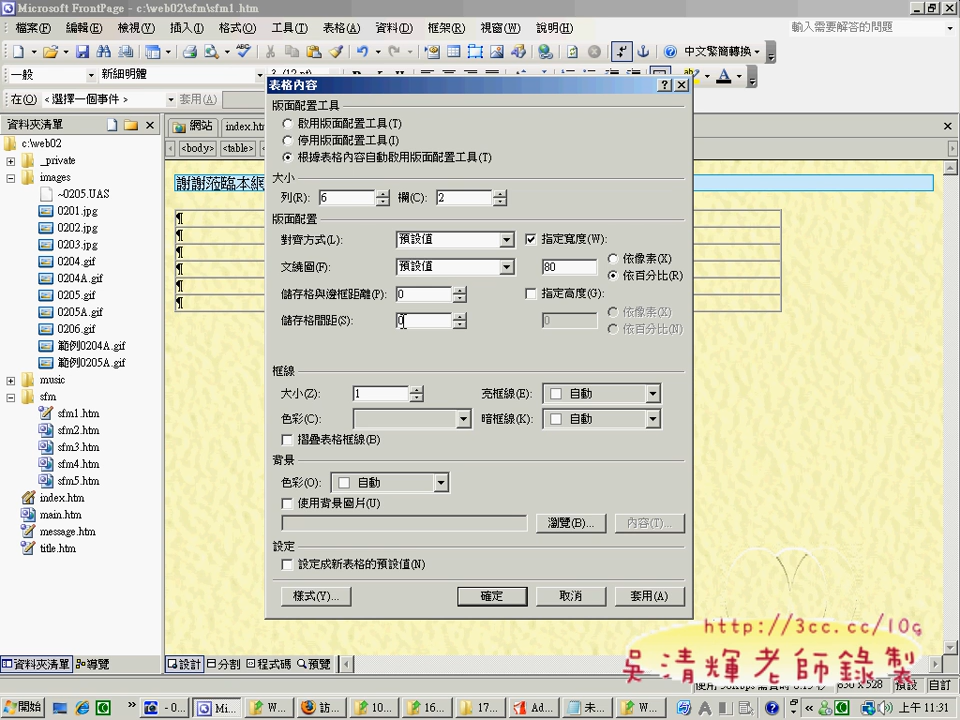 Microsoft FrontPage - c:\web02\sfm\sfm1.htm
檔案(F) 編輯(E) 檢視(V) 插入(I) 格式(O) 工具(T) 表格(A) 資料(D) 框架(R) 視窗(W) 說明(H) 輸入需要解答的問題
中文繁簡轉換
一般 新細明體 3 (12 pt)
在(O) <選擇一個事件> 套用(A)
表格內容
資料夾清單
網站 index.htm
<body> <table>
謝謝蒞臨本網
c:\web02
_private
images
~0205.UAS
0201.jpg
0202.jpg
0203.jpg
0204.gif
0204A.gif
0205.gif
0205A.gif
0206.gif
範例0204A.gif
範例0205A.gif
music
sfm
sfm1.htm
sfm2.htm
sfm3.htm
sfm4.htm
sfm5.htm
index.htm
main.htm
message.htm
title.htm
版面配置工具
啟用版面配置工具(T)
停用版面配置工具(I)
根據表格內容自動啟用版面配置工具(T)
大小
列(R): 6 欄(C): 2
版面配置
對齊方式(L): 預設值 指定寬度(W):
文繞圖(F): 預設值 80 依像素(X)
依百分比(R)
儲存格與邊框距離(P): 0 指定高度(G):
儲存格間距(S): 0 0 依像素(X)
依百分比(N)
框線
大小(Z): 1 亮框線(E): 自動
色彩(C): 暗框線(K): 自動
摺疊表格框線(B)
背景
色彩(O): 自動
使用背景圖片(U)
瀏覽(B)... 內容(T)...
設定
設定成新表格的預設值(N)
樣式(Y)... 確定 取消 套用(A)
http://3cc.cc/10g
吳清輝老師錄製
資料夾清單 導覽 設計 分割 程式碼 預覽
預設 自訂
開始 - 0... Mi... W... 訪... 10... 16... 17... Ad... 未... W... 上午 11:31